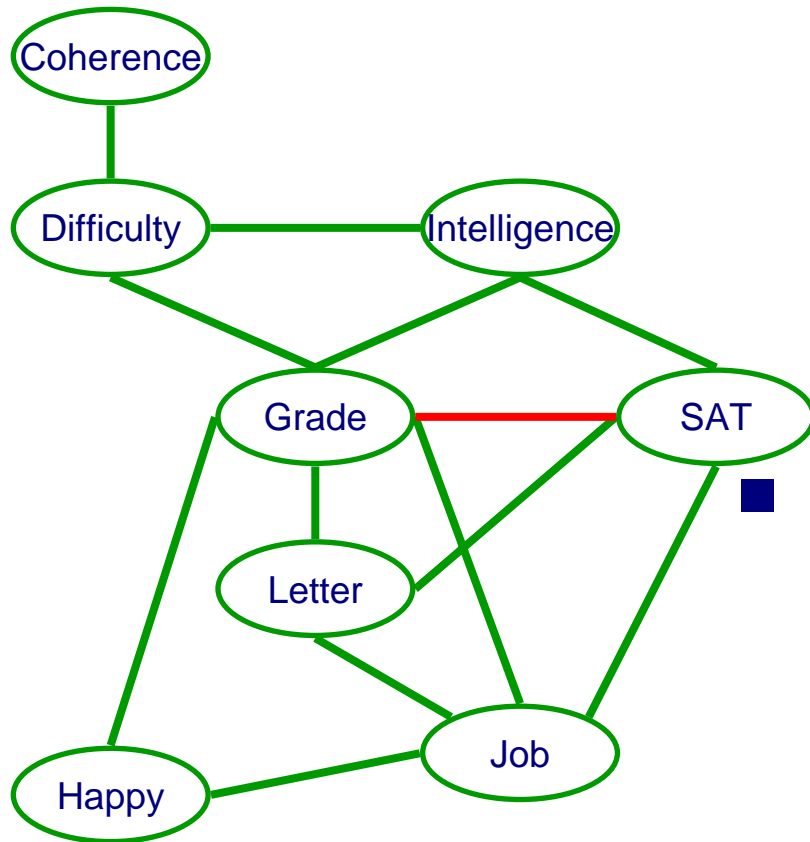 Coherence
Difficulty
Intelligence
Grade
SAT
Letter
Job
Happy